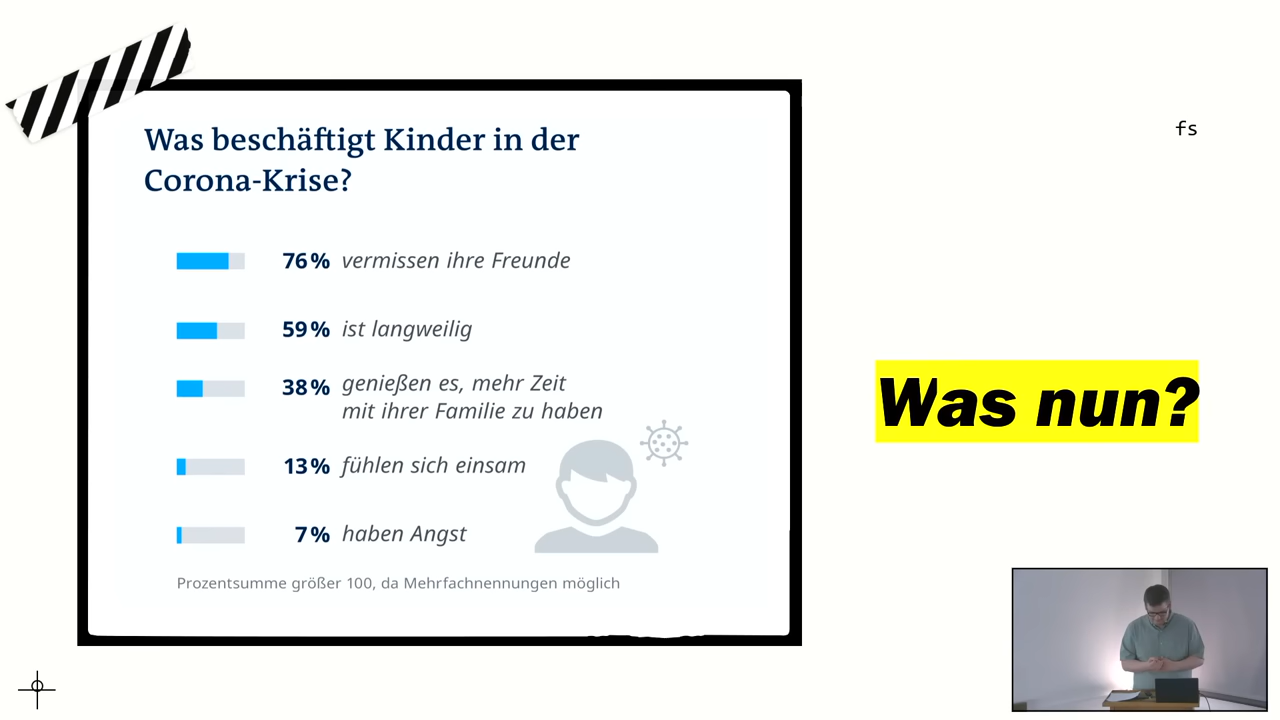 Was beschäftigt Kinder in der
Corona-Krise?
76% vermissen ihre Freunde
59% ist langweilig
38% genießen es, mehr Zeit
mit ihrer Familie zu haben
13% fühlen sich einsam
7% haben Angst
Prozentsumme größer 100, da Mehrfachnennungen möglich
fs
Was nun?